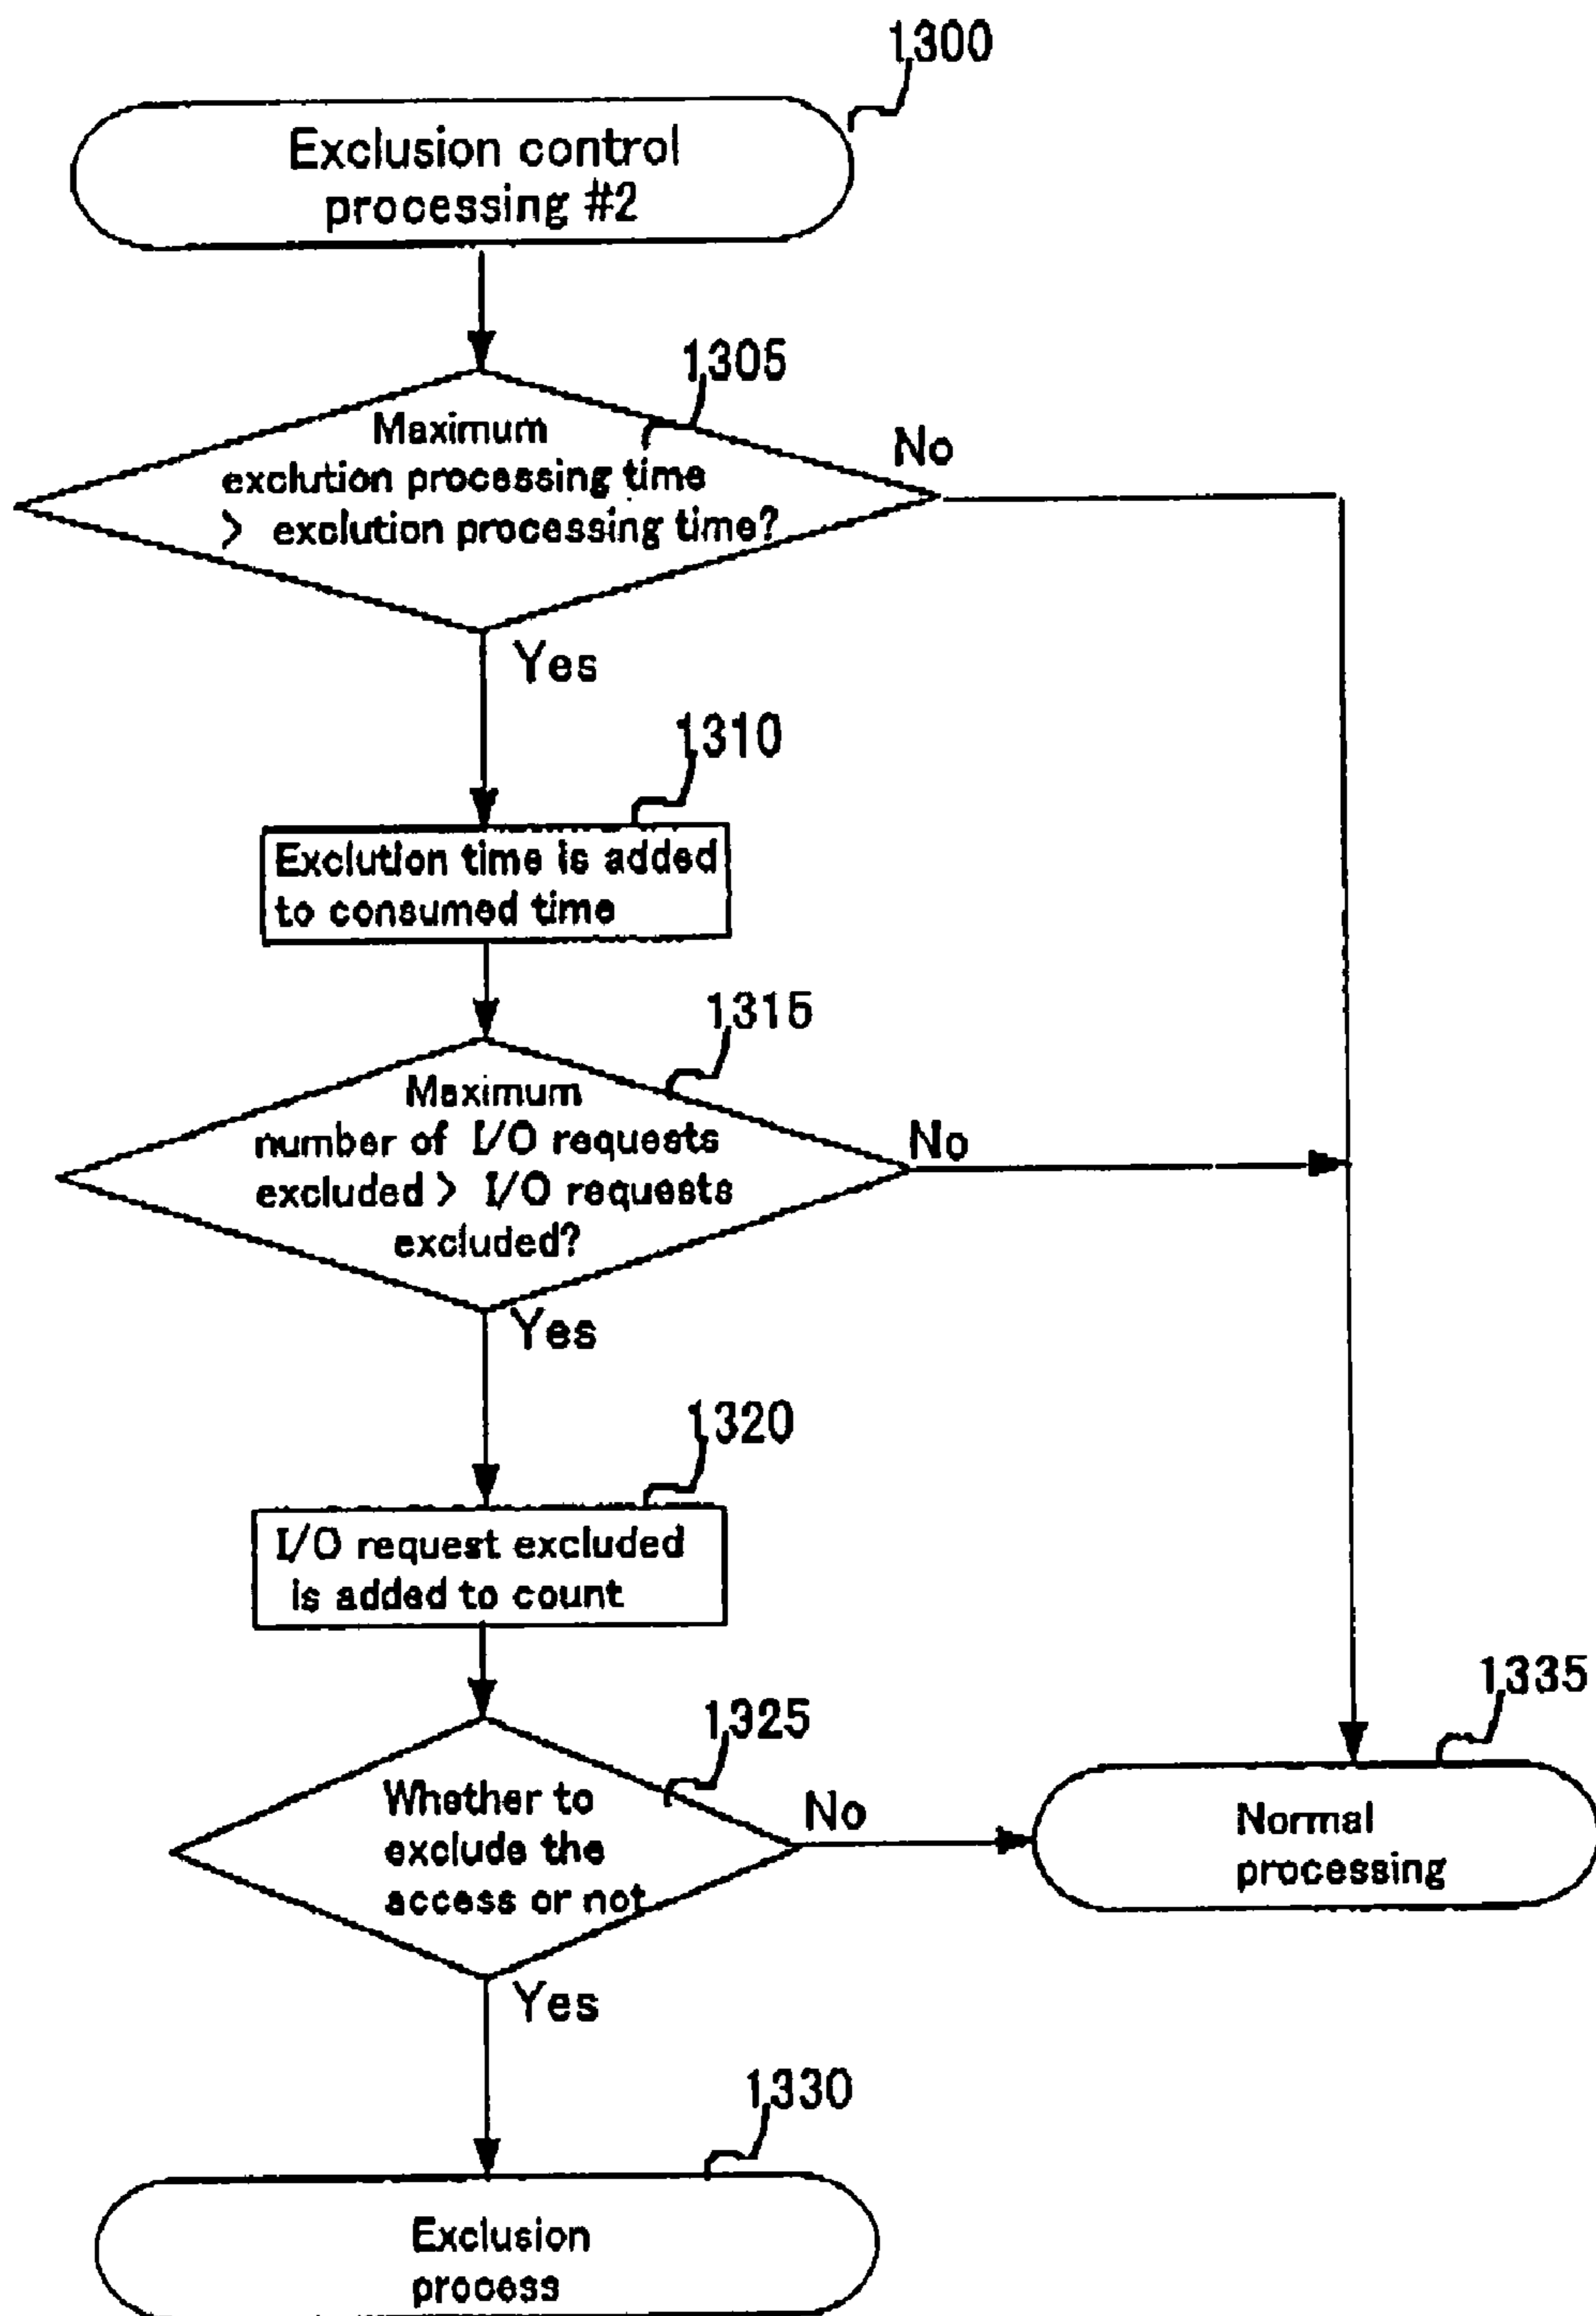 1300
Exclusion control
processing #2
1305
Maximum
exclution processing time
> exclution processing time?
No
Yes
1310
Exclution time is added
to consumed time
1315
Maximum
number of I/O requests
excluded > I/O requests
excluded?
No
Yes
1320
I/O request excluded
is added to count
1325
Whether to
exclude the
access or not
No
Yes
1335
Normal
processing
1330
Exclusion
process